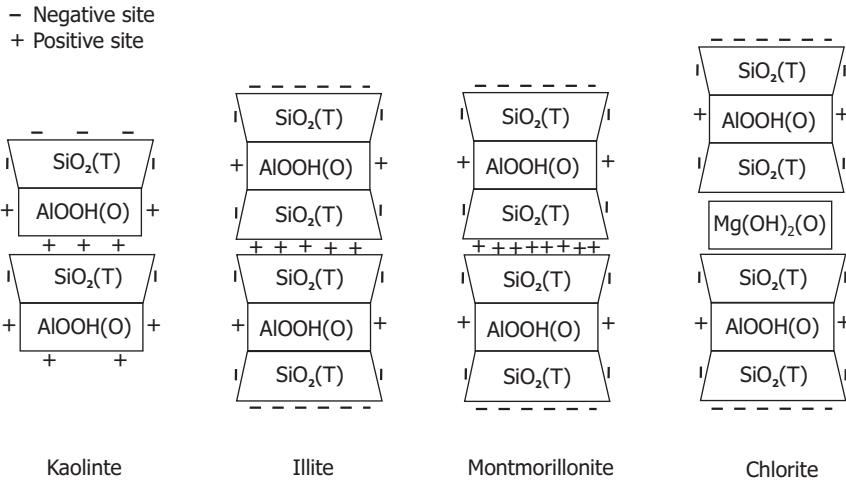 – Negative site
+ Positive site
SiO₂(T)
AlOOH(O)
SiO₂(T)
AlOOH(O)
Kaolinte
SiO₂(T)
AlOOH(O)
SiO₂(T)
SiO₂(T)
AlOOH(O)
SiO₂(T)
Illite
SiO₂(T)
AlOOH(O)
SiO₂(T)
SiO₂(T)
AlOOH(O)
SiO₂(T)
Montmorillonite
SiO₂(T)
AlOOH(O)
SiO₂(T)
Mg(OH)₂(O)
SiO₂(T)
AlOOH(O)
SiO₂(T)
Chlorite